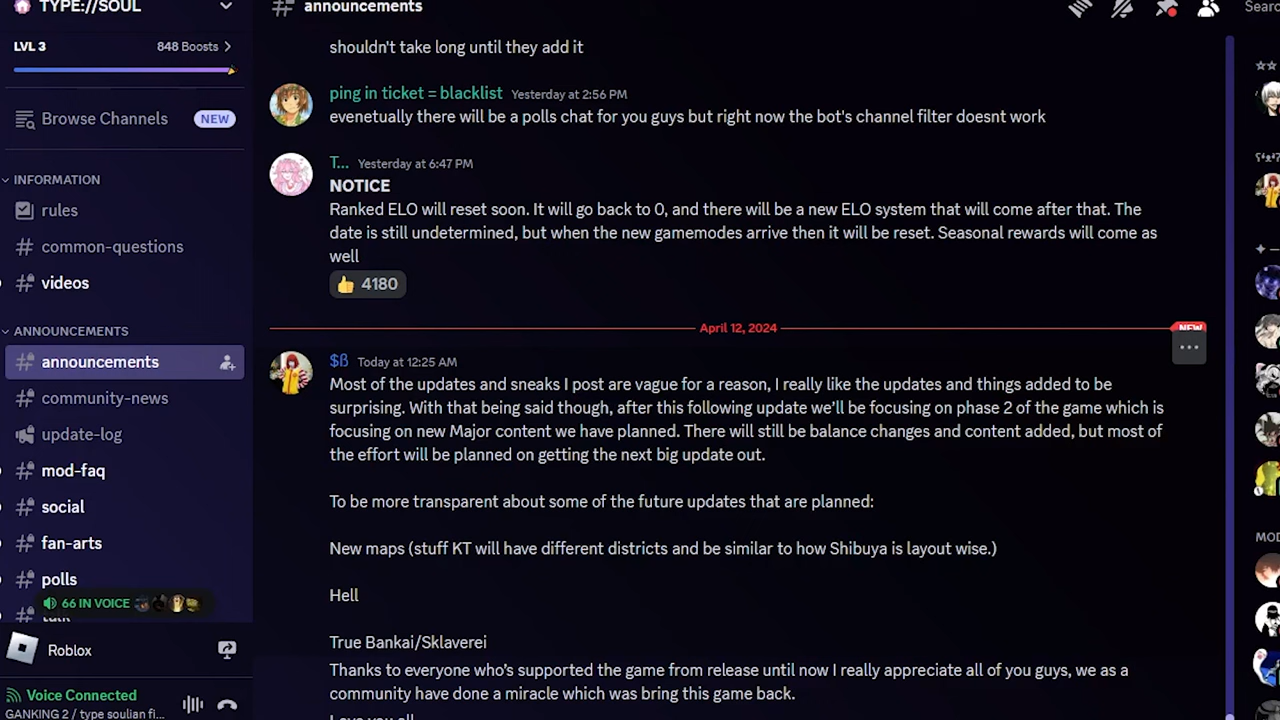 TYPE://SOUL
LVL 3
848 Boosts
Browse Channels
NEW
INFORMATION
rules
common-questions
videos
ANNOUNCEMENTS
announcements
community-news
update-log
mod-faq
social
fan-arts
polls
66 IN VOICE
talk
Roblox
Voice Connected
GANKING 2 / type soulian fi...
announcements
Searc
shouldn't take long until they add it
ping in ticket = blacklist Yesterday at 2:56 PM
evenetually there will be a polls chat for you guys but right now the bot's channel filter doesnt work
T... Yesterday at 6:47 PM
NOTICE
Ranked ELO will reset soon. It will go back to 0, and there will be a new ELO system that will come after that. The
date is still undetermined, but when the new gamemodes arrive then it will be reset. Seasonal rewards will come as
well
👍 4180
April 12, 2024
NEW
$ß Today at 12:25 AM
Most of the updates and sneaks I post are vague for a reason, I really like the updates and things added to be
surprising. With that being said though, after this following update we'll be focusing on phase 2 of the game which is
focusing on new Major content we have planned. There will still be balance changes and content added, but most of
the effort will be planned on getting the next big update out.
To be more transparent about some of the future updates that are planned:
New maps (stuff KT will have different districts and be similar to how Shibuya is layout wise.)
Hell
True Bankai/Sklaverei
Thanks to everyone who's supported the game from release until now I really appreciate all of you guys, we as a
community have done a miracle which was bring this game back.
Love you all
MOD